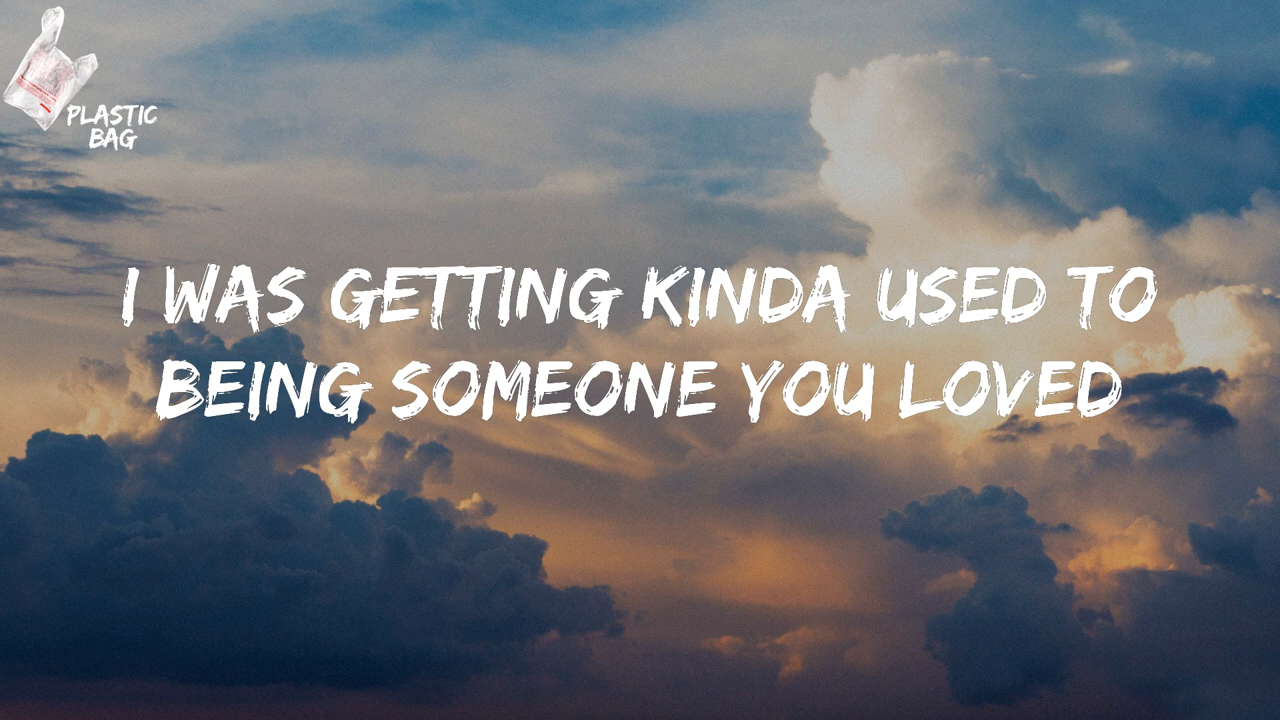 PLASTIC
BAG
I WAS GETTING KINDA USED TO
BEING SOMEONE YOU LOVED